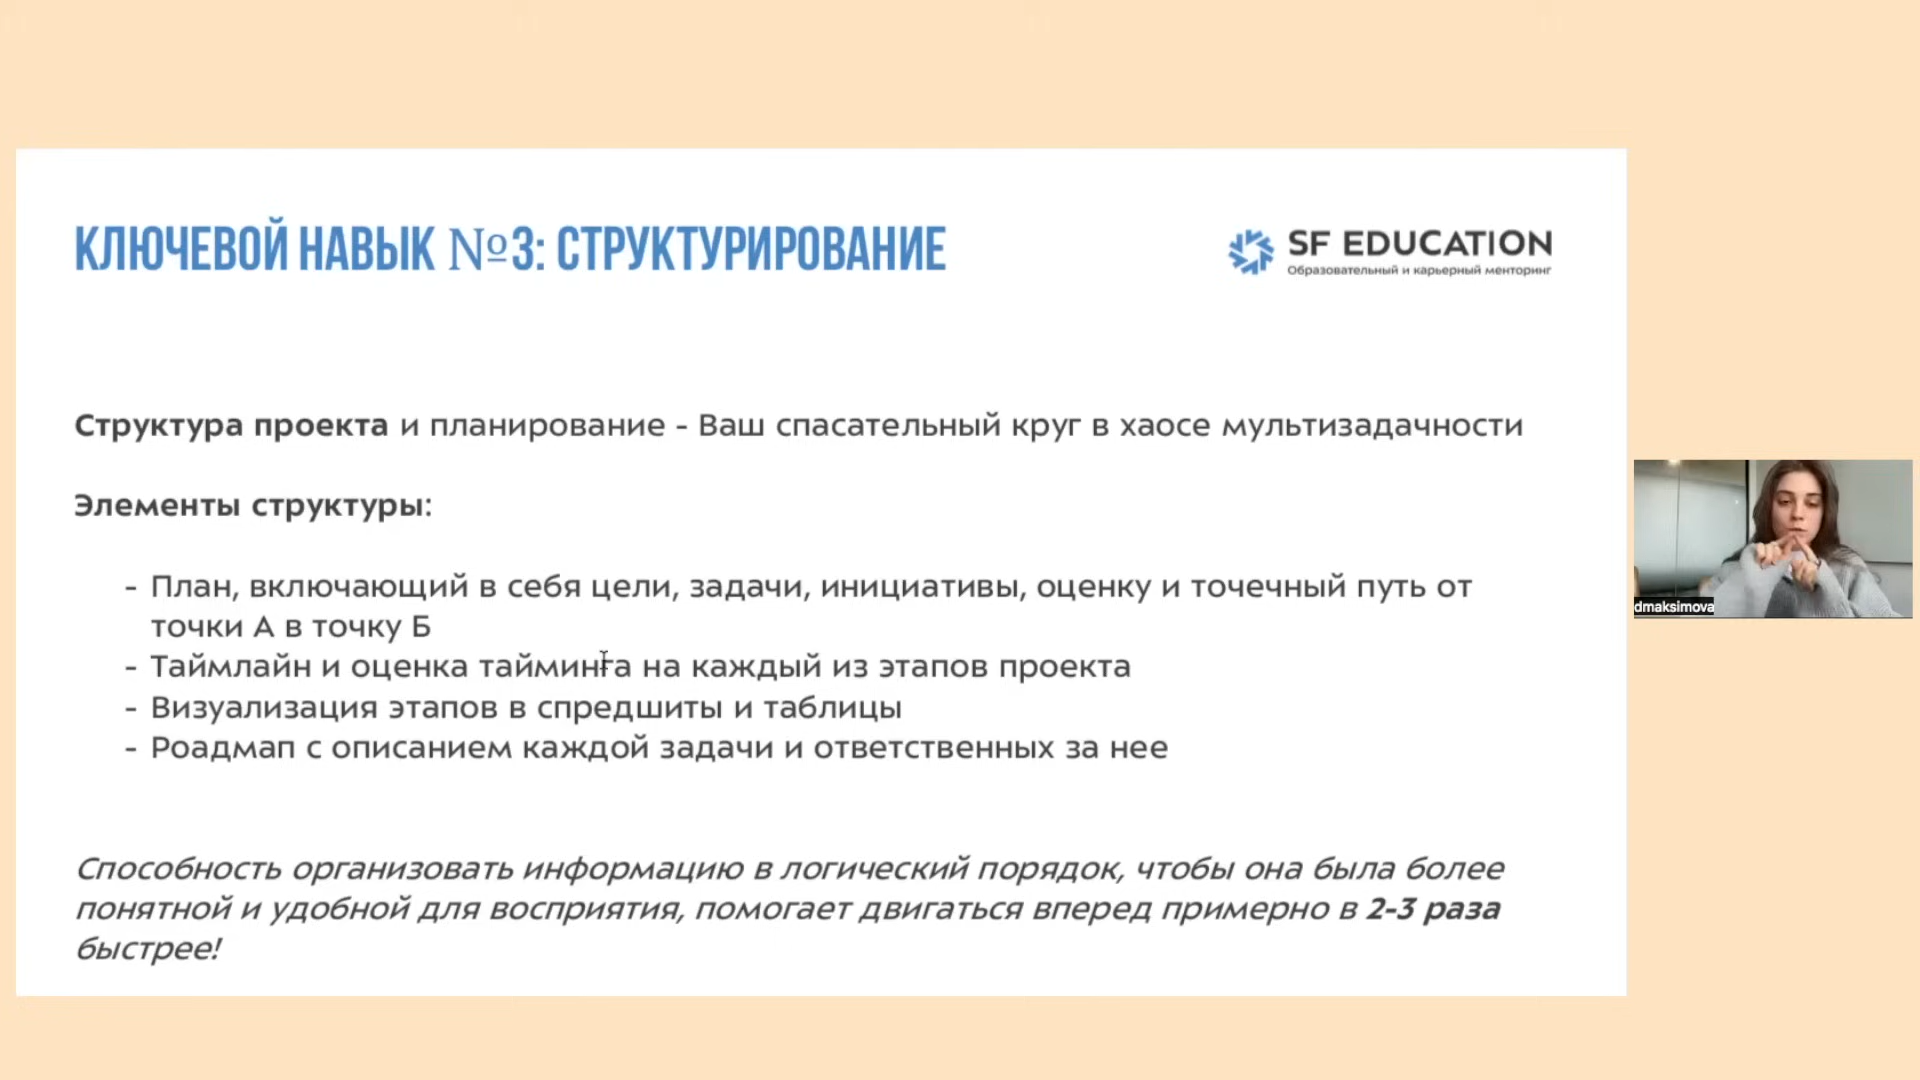 КЛЮЧЕВОЙ НАВЫК №3: СТРУКТУРИРОВАНИЕ
SF EDUCATION
Образовательный и карьерный менторинг
Структура проекта и планирование - Ваш спасательный круг в хаосе мультизадачности
Элементы структуры:
- План, включающий в себя цели, задачи, инициативы, оценку и точечный путь от
точки А в точку Б
- Таймлайн и оценка тайминга на каждый из этапов проекта
- Визуализация этапов в спредшиты и таблицы
- Роадмап с описанием каждой задачи и ответственных за нее
Способность организовать информацию в логический порядок, чтобы она была более
понятной и удобной для восприятия, помогает двигаться вперед примерно в 2-3 раза
быстрее!
dmaksimova